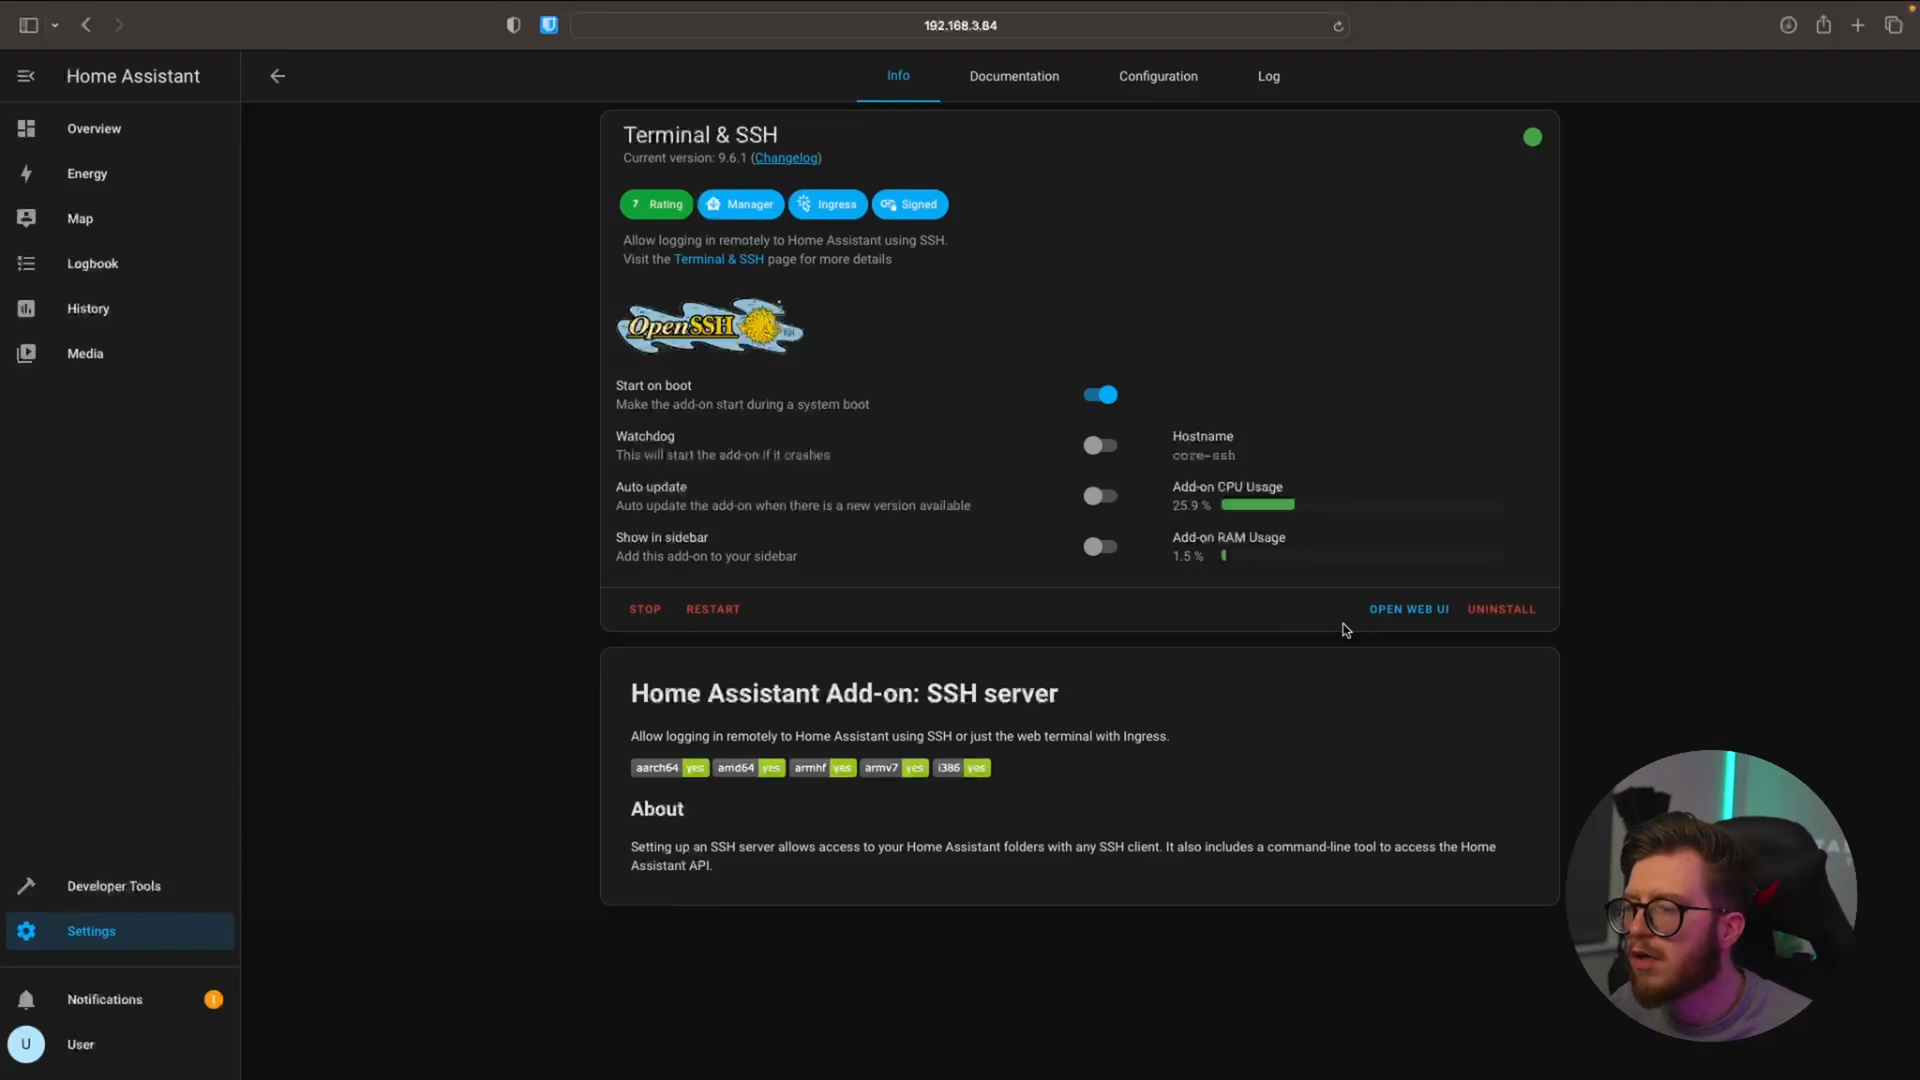 192.168.3.84
Home Assistant
Info
Documentation
Configuration
Log
Overview
Energy
Map
Logbook
History
Media
Developer Tools
Settings
Notifications
1
U
User
Terminal & SSH
Current version: 9.6.1 (Changelog)
7 Rating
Manager
Ingress
Signed
Allow logging in remotely to Home Assistant using SSH.
Visit the Terminal & SSH page for more details
OpenSSH
Start on boot
Make the add-on start during a system boot
Watchdog
This will start the add-on if it crashes
Hostname
core-ssh
Auto update
Auto update the add-on when there is a new version available
Add-on CPU Usage
25.9 %
Show in sidebar
Add this add-on to your sidebar
Add-on RAM Usage
1.5 %
STOP
RESTART
OPEN WEB UI
UNINSTALL
Home Assistant Add-on: SSH server
Allow logging in remotely to Home Assistant using SSH or just the web terminal with Ingress.
aarch64 yes amd64 yes armhf yes armv7 yes i386 yes
About
Setting up an SSH server allows access to your Home Assistant folders with any SSH client. It also includes a command-line tool to access the Home
Assistant API.